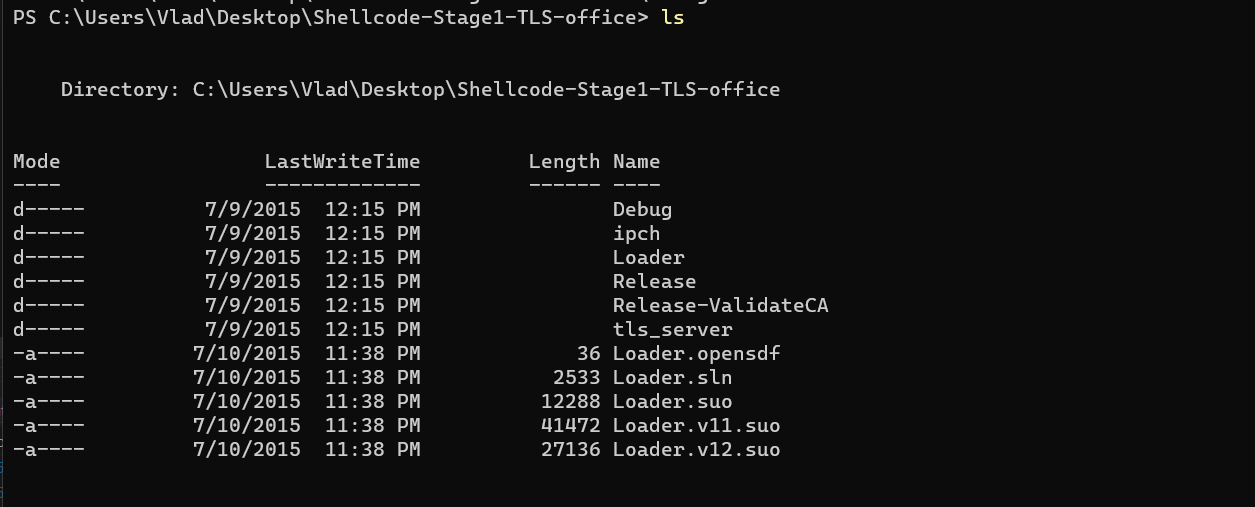 PS C:\Users\Vlad\Desktop\Shellcode-Stage1-TLS-office> ls
Directory: C:\Users\Vlad\Desktop\Shellcode-Stage1-TLS-office
Mode LastWriteTime Length Name
---- ------------- ------ ----
d----- 7/9/2015 12:15 PM Debug
d----- 7/9/2015 12:15 PM ipch
d----- 7/9/2015 12:15 PM Loader
d----- 7/9/2015 12:15 PM Release
d----- 7/9/2015 12:15 PM Release-ValidateCA
d----- 7/9/2015 12:15 PM tls_server
-a---- 7/10/2015 11:38 PM 36 Loader.opensdf
-a---- 7/10/2015 11:38 PM 2533 Loader.sln
-a---- 7/10/2015 11:38 PM 12288 Loader.suo
-a---- 7/10/2015 11:38 PM 41472 Loader.v11.suo
-a---- 7/10/2015 11:38 PM 27136 Loader.v12.suo